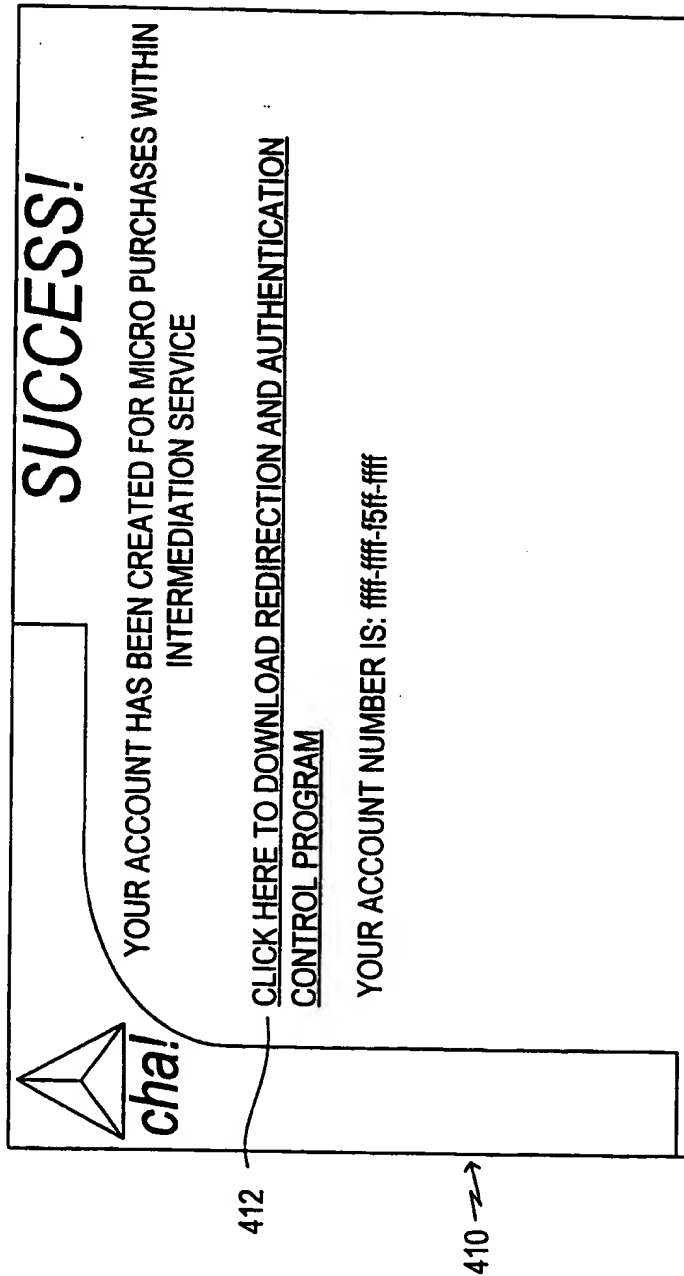 cha!
SUCCESS!
YOUR ACCOUNT HAS BEEN CREATED FOR MICRO PURCHASES WITHIN
INTERMEDIATION SERVICE
412
CLICK HERE TO DOWNLOAD REDIRECTION AND AUTHENTICATION
CONTROL PROGRAM
YOUR ACCOUNT NUMBER IS: ffff-ffff-f5ff-ffff
410